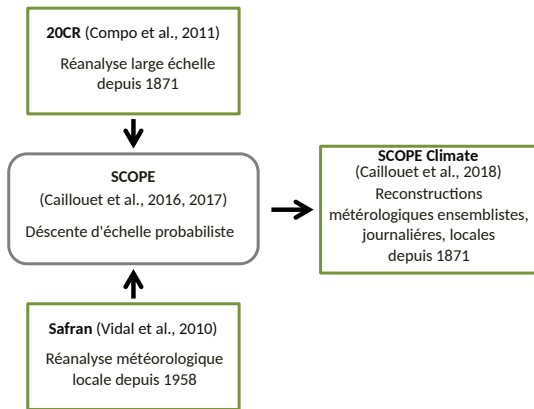 20CR (Compo et al., 2011)
Réanalyse large échelle
depuis 1871
SCOPE
(Caillouet et al., 2016, 2017)
Déscente d'échelle probabiliste
SCOPE Climate
(Caillouet et al., 2018)
Reconstructions
métérologiques ensemblistes,
journaliéres, locales
depuis 1871
Safran (Vidal et al., 2010)
Réanalyse météorologique
locale depuis 1958